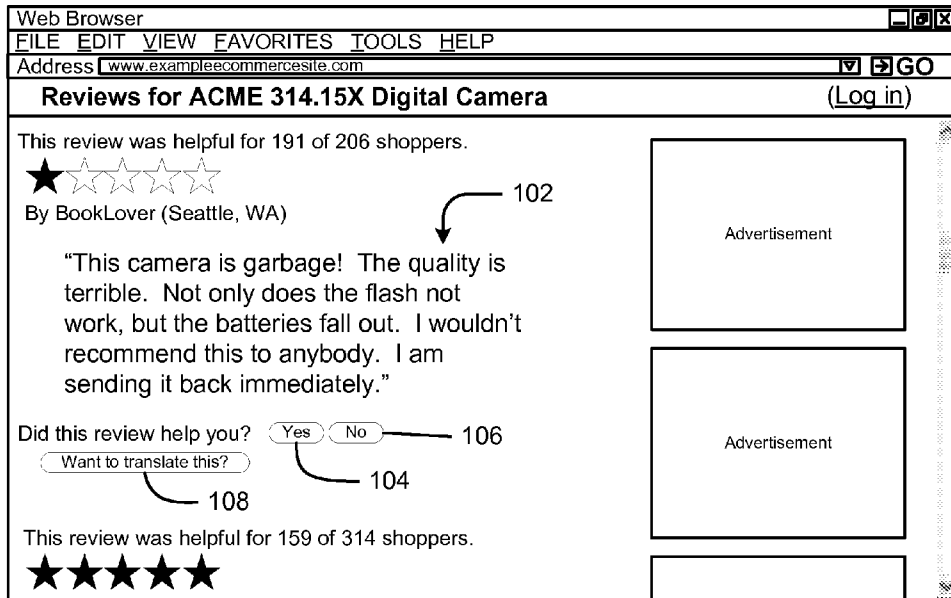 Web Browser
FILE EDIT VIEW FAVORITES TOOLS HELP
Address www.exampleecommercesite.com GO
Reviews for ACME 314.15X Digital Camera (Log in)
This review was helpful for 191 of 206 shoppers.
By BookLover (Seattle, WA)
102
“This camera is garbage!  The quality is
terrible.  Not only does the flash not
work, but the batteries fall out.  I wouldn’t
recommend this to anybody.  I am
sending it back immediately.”
Advertisement
Did this review help you? Yes No 106
Want to translate this? 104
108
Advertisement
This review was helpful for 159 of 314 shoppers.